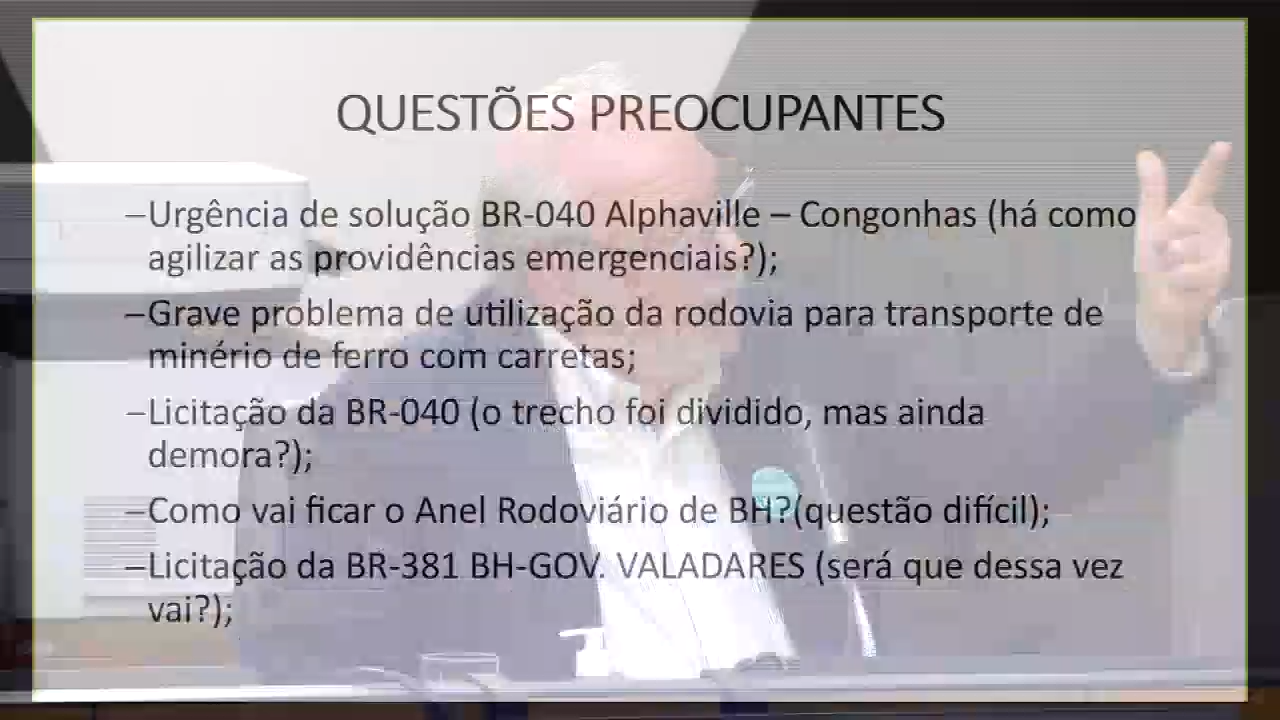 QUESTÕES PREOCUPANTES
–Urgência de solução BR-040 Alphaville – Congonhas (há como
agilizar as providências emergenciais?);
–Grave problema de utilização da rodovia para transporte de
minério de ferro com carretas;
–Licitação da BR-040 (o trecho foi dividido, mas ainda
demora?);
–Como vai ficar o Anel Rodoviário de BH?(questão difícil);
–Licitação da BR-381 BH-GOV. VALADARES (será que dessa vez
vai?);